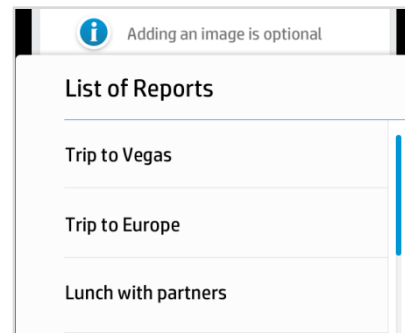 Adding an image is optional
List of Reports
Trip to Vegas
Trip to Europe
Lunch with partners